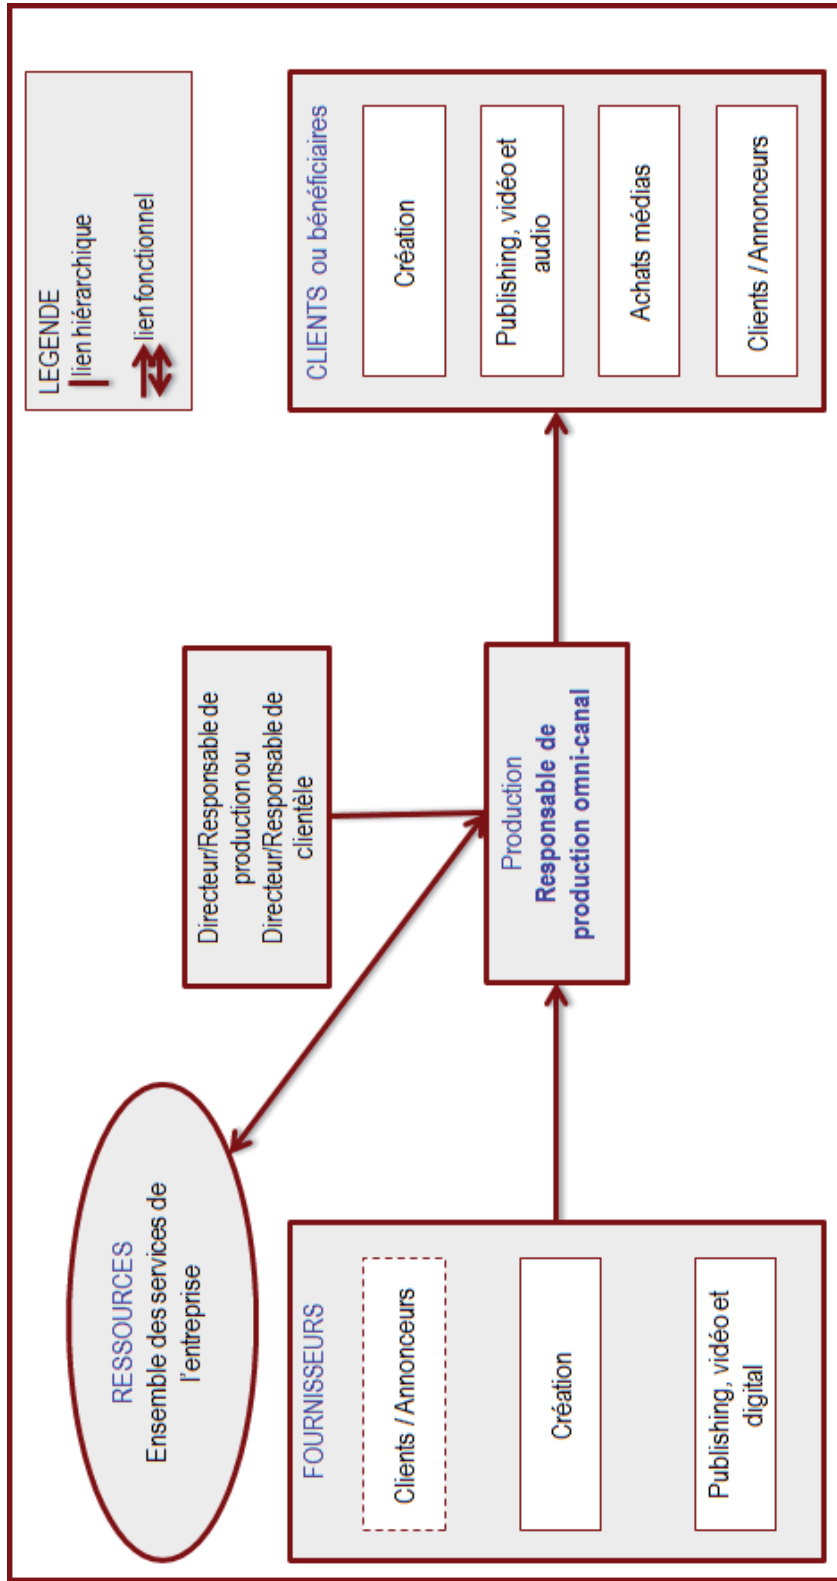 RESSOURCES
Ensemble des services de
l'entreprise
Directeur/Responsable de
production ou
Directeur/Responsable de
clientèle
LEGENDE
lien hiérarchique
lien fonctionnel
FOURNISSEURS
Clients / Annonceurs
Création
Publishing, vidéo et
digital
Production
Responsable de
production omni-canal
CLIENTS ou bénéficiaires
Création
Publishing, vidéo et
audio
Achats médias
Clients / Annonceurs